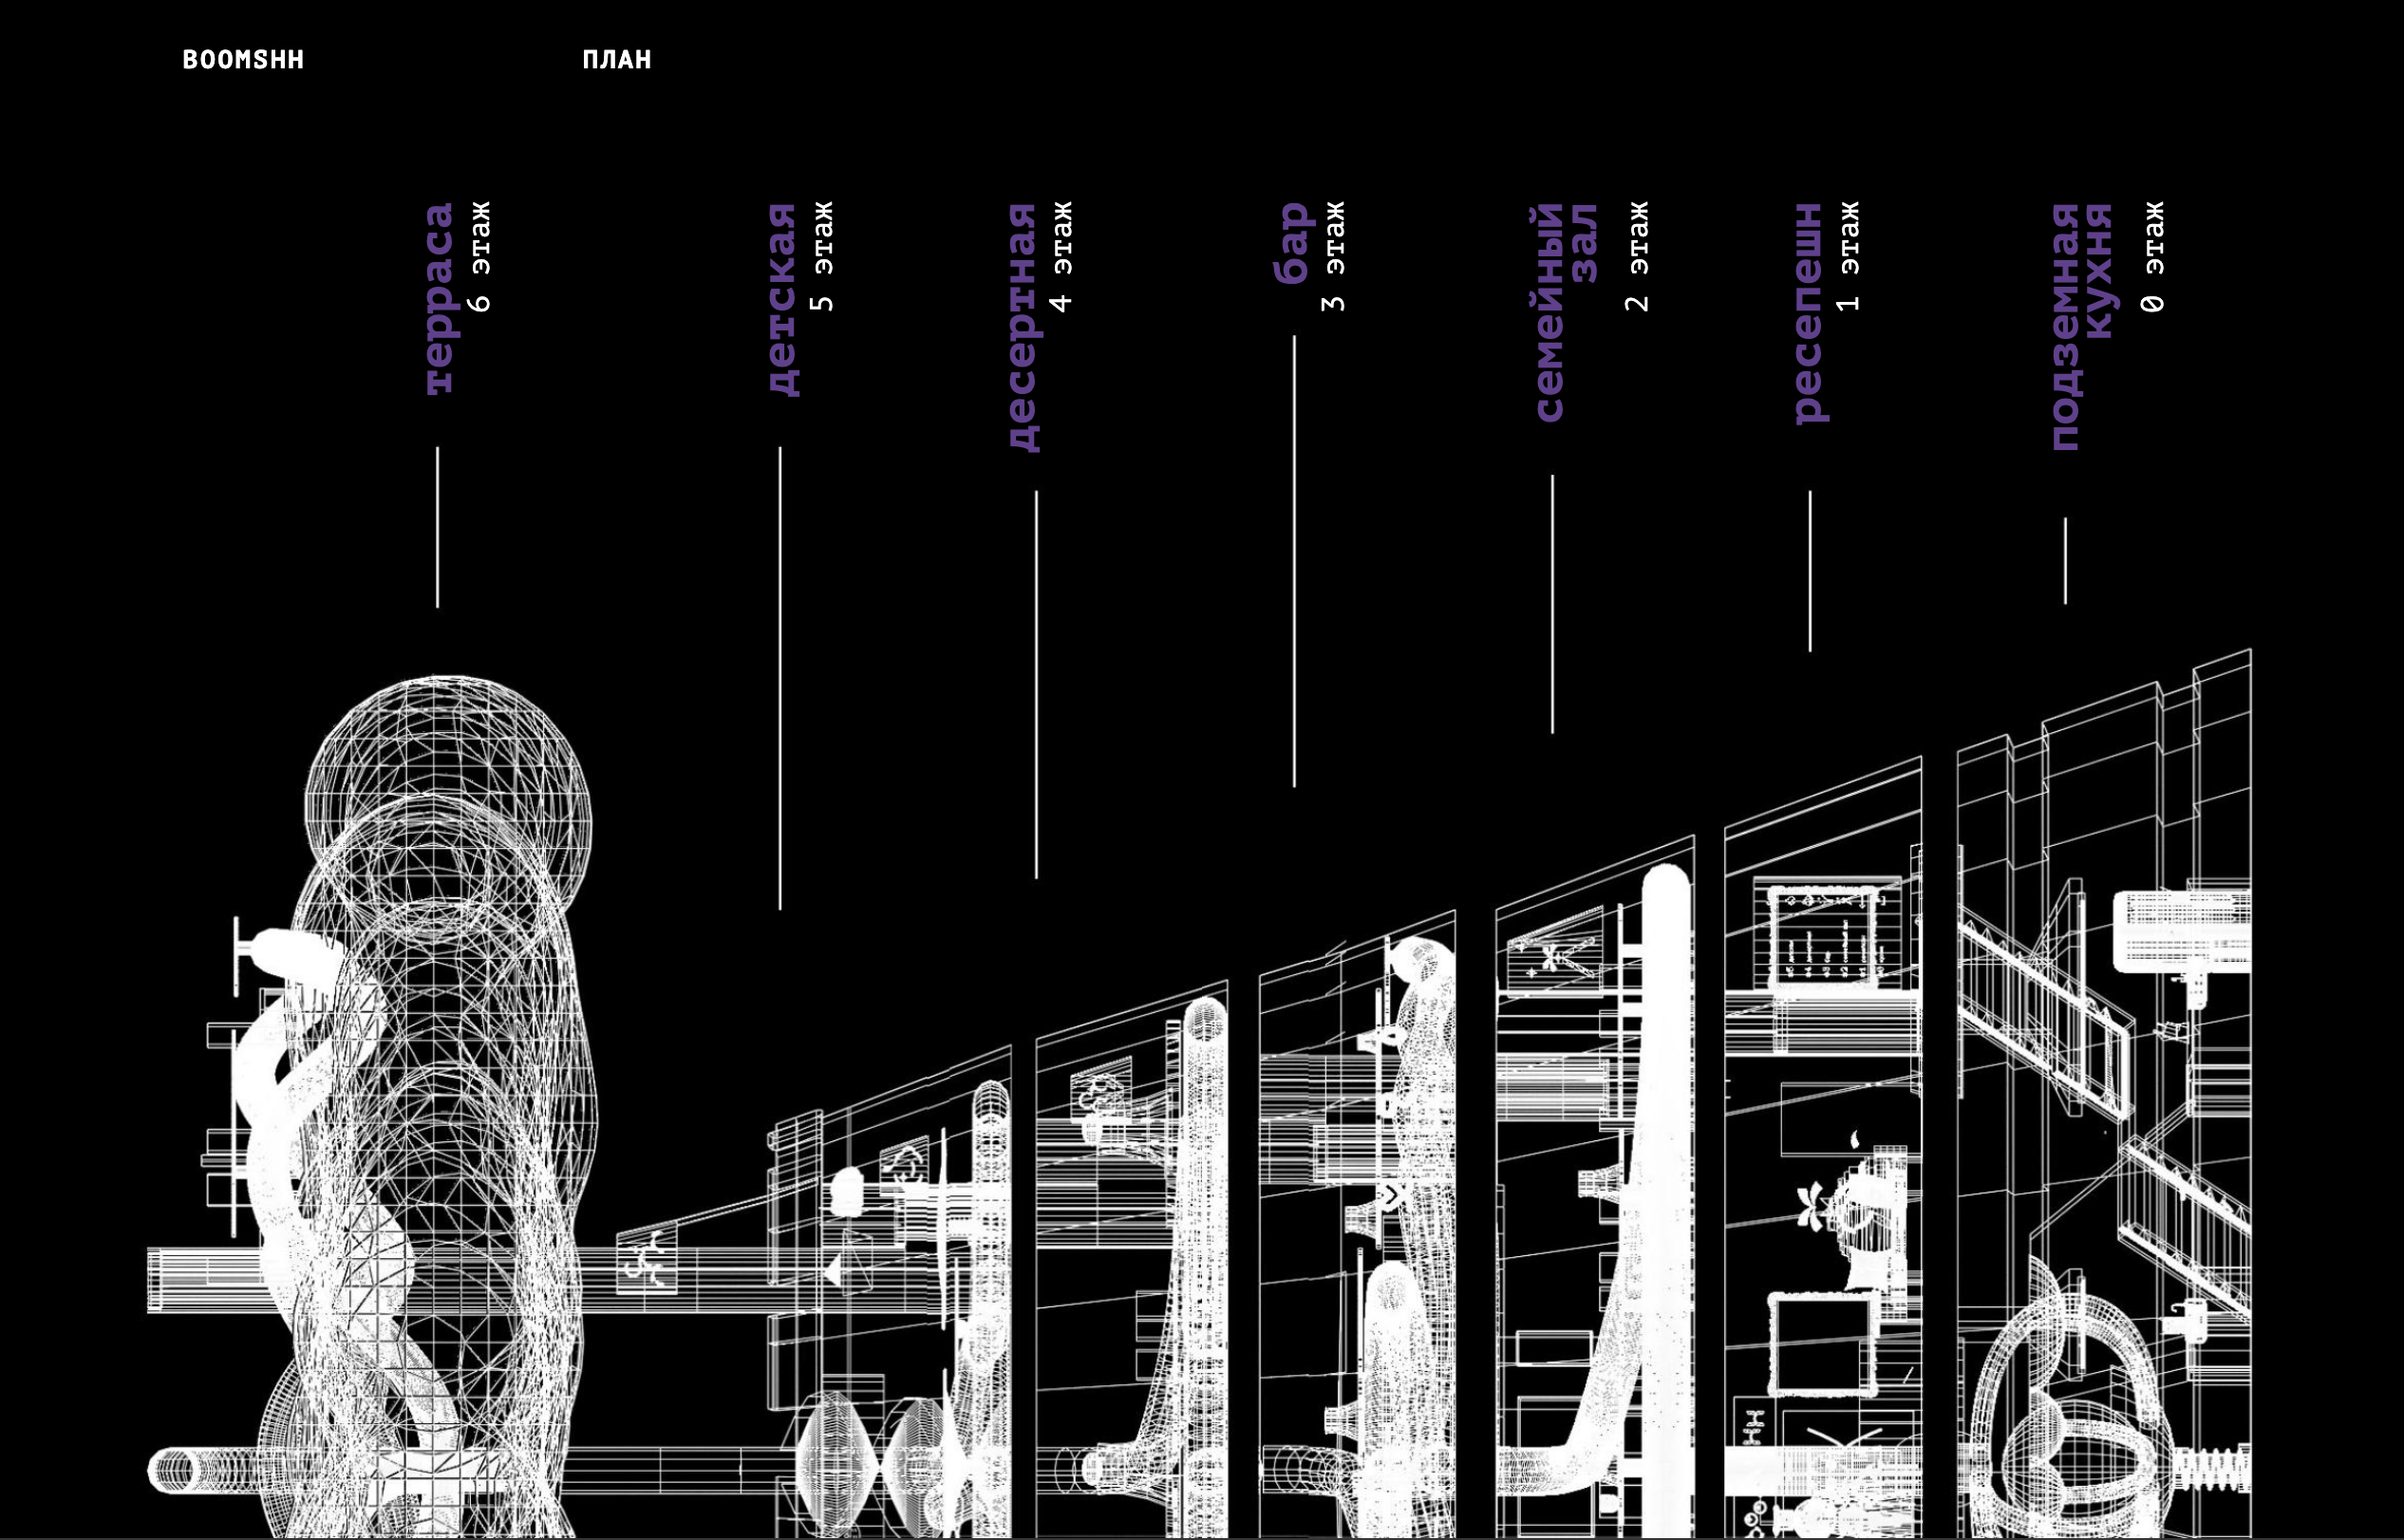 BOOMSHH
ПЛАН
терраса
6 этаж
детская
5 этаж
десертная
4 этаж
бар
3 этаж
семейный
зал
2 этаж
ресепешн
1 этаж
подземная
кухня
0 этаж